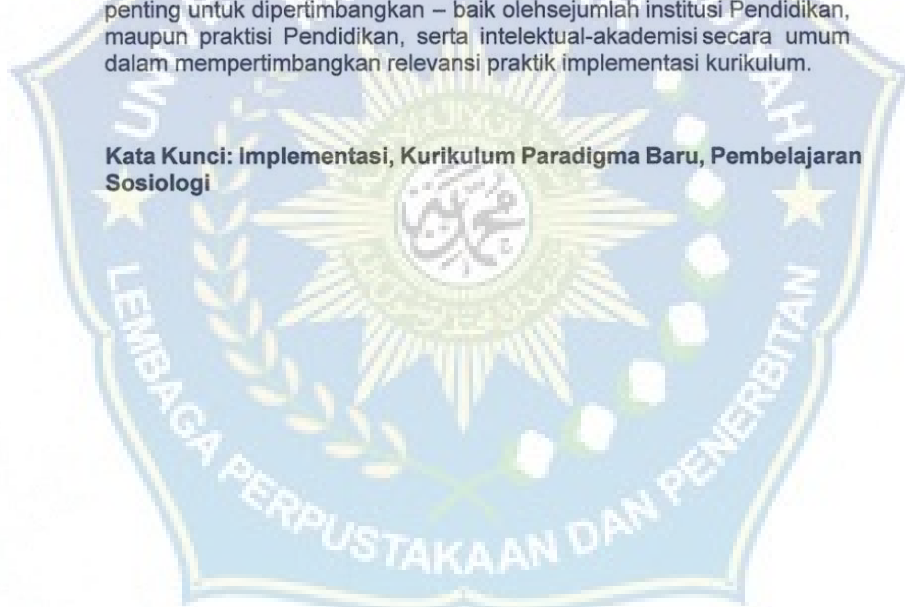 penting untuk dipertimbangkan – baik olehsejumlah institusi Pendidikan,
maupun praktisi Pendidikan, serta intelektual-akademisi secara umum
dalam mempertimbangkan relevansi praktik implementasi kurikulum.
Kata Kunci: Implementasi, Kurikulum Paradigma Baru, Pembelajaran
Sosiologi
محمدية
LEMBAGA PERPUSTAKAAN DAN PENERBITAN